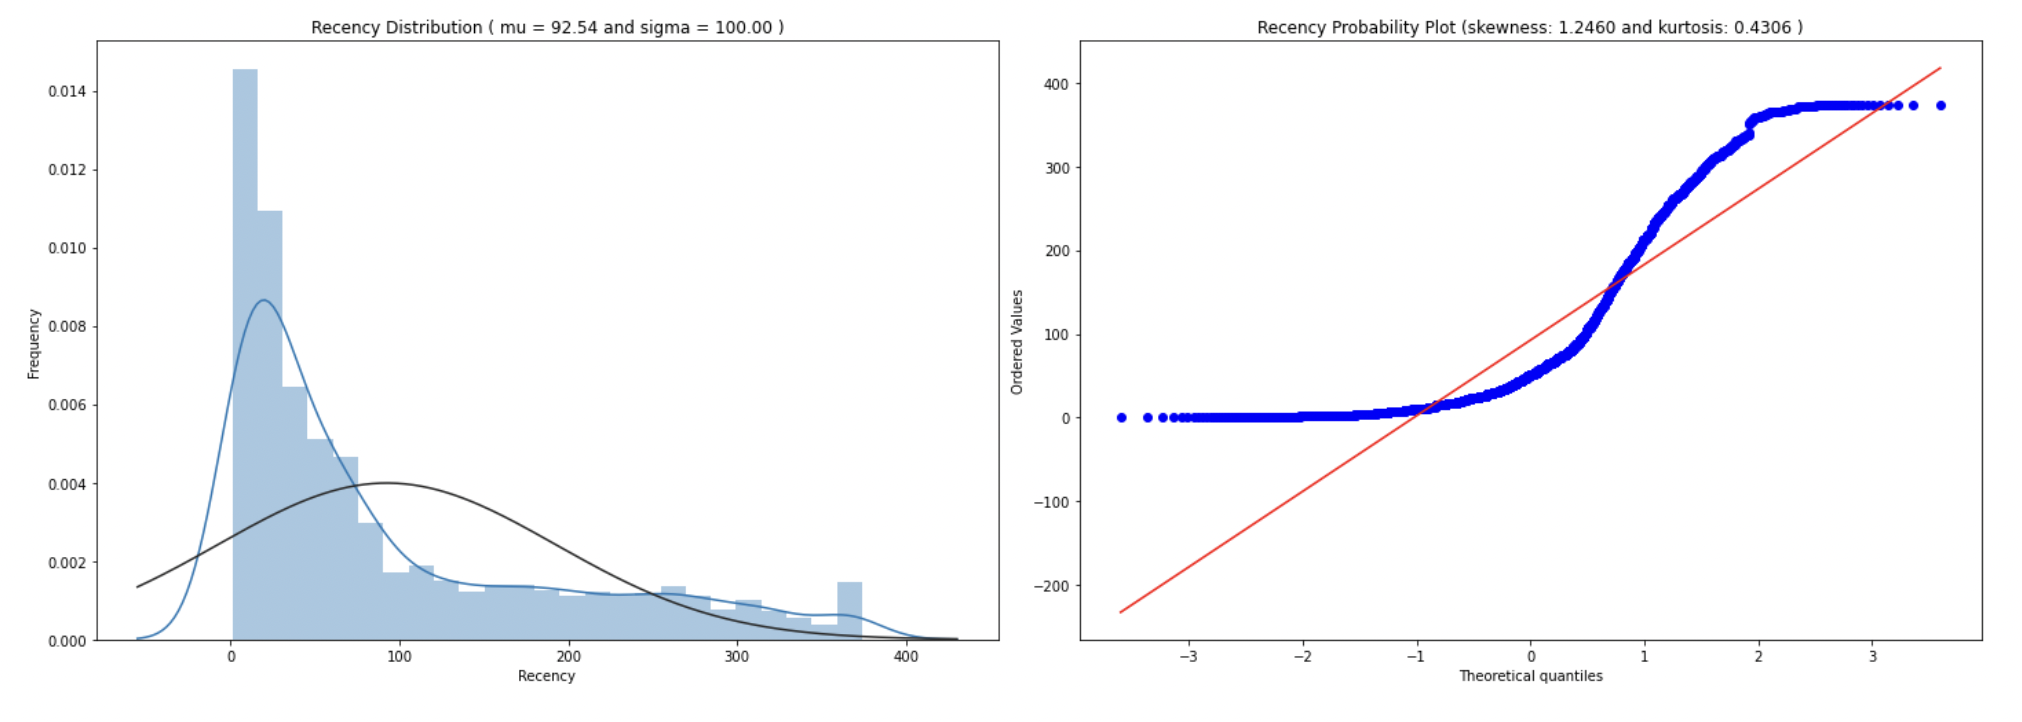 Recency Distribution ( mu = 92.54 and sigma = 100.00 )
0.014
0.012
0.010
0.008
0.006
0.004
0.002
0.000
Frequency
0 100 200 300 400
Recency
Recency Probability Plot (skewness: 1.2460 and kurtosis: 0.4306 )
400
300
200
100
0
−100
−200
Ordered Values
−3 −2 −1 0 1 2 3
Theoretical quantiles